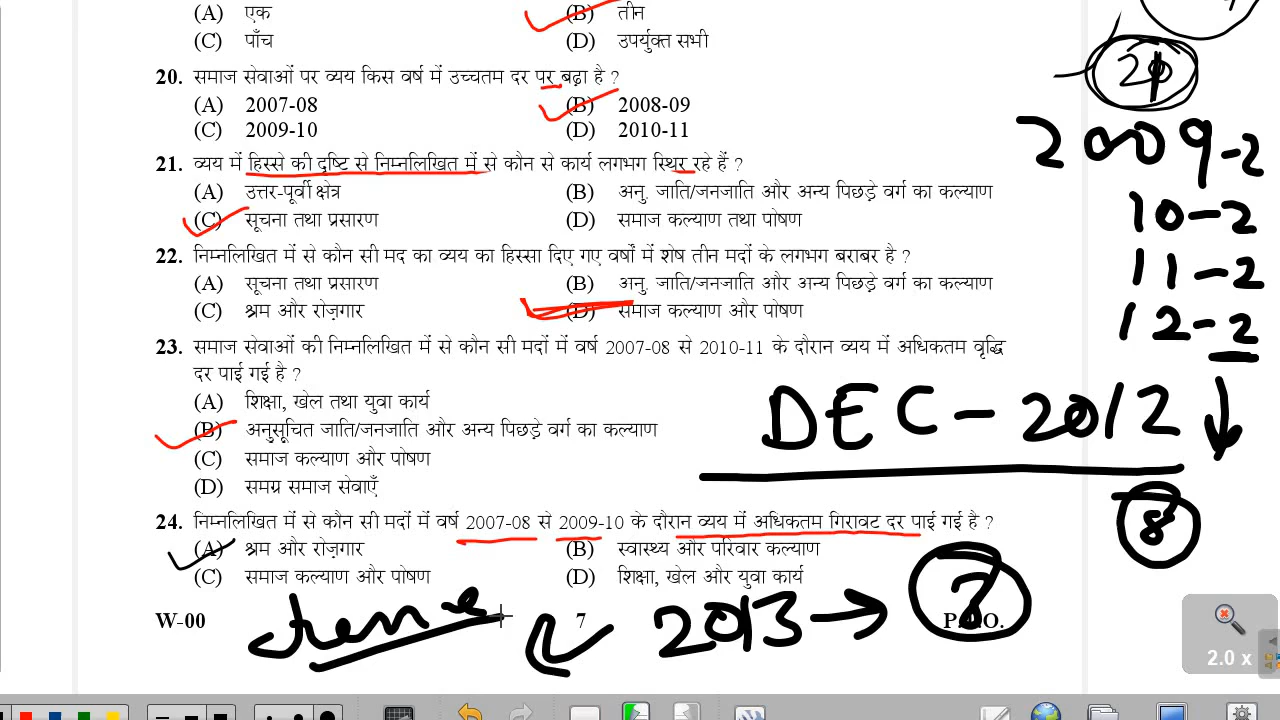 (A) एक (B) तीन
(C) पाँच (D) उपर्युक्त सभी
20. समाज सेवाओं पर व्यय किस वर्ष में उच्चतम दर पर बढ़ा है ?
(A) 2007-08 (B) 2008-09
(C) 2009-10 (D) 2010-11
21. व्यय में हिस्से की दृष्टि से निम्नलिखित में से कौन से कार्य लगभग स्थिर रहे हैं ?
(A) उत्तर-पूर्वी क्षेत्र (B) अनु. जाति/जनजाति और अन्य पिछड़े वर्ग का कल्याण
(C) सूचना तथा प्रसारण (D) समाज कल्याण तथा पोषण
22. निम्नलिखित में से कौन सी मद का व्यय का हिस्सा दिए गए वर्षों में शेष तीन मदों के लगभग बराबर है ?
(A) सूचना तथा प्रसारण (B) अनु. जाति/जनजाति और अन्य पिछड़े वर्ग का कल्याण
(C) श्रम और रोज़गार (D) समाज कल्याण और पोषण
23. समाज सेवाओं की निम्नलिखित में से कौन सी मदों में वर्ष 2007-08 से 2010-11 के दौरान व्यय में अधिकतम वृद्धि
दर पाई गई है ?
(A) शिक्षा, खेल तथा युवा कार्य
(B) अनुसूचित जाति/जनजाति और अन्य पिछड़े वर्ग का कल्याण
(C) समाज कल्याण और पोषण
(D) समग्र समाज सेवाएँ
24. निम्नलिखित में से कौन सी मदों में वर्ष 2007-08 से 2009-10 के दौरान व्यय में अधिकतम गिरावट दर पाई गई है ?
(A) श्रम और रोज़गार (B) स्वास्थ्य और परिवार कल्याण
(C) समाज कल्याण और पोषण (D) शिक्षा, खेल और युवा कार्य
W-00 7 P.T.O.
2009-2
10-2
11-2
12-2
DEC-2012
8
2013
2.0 x